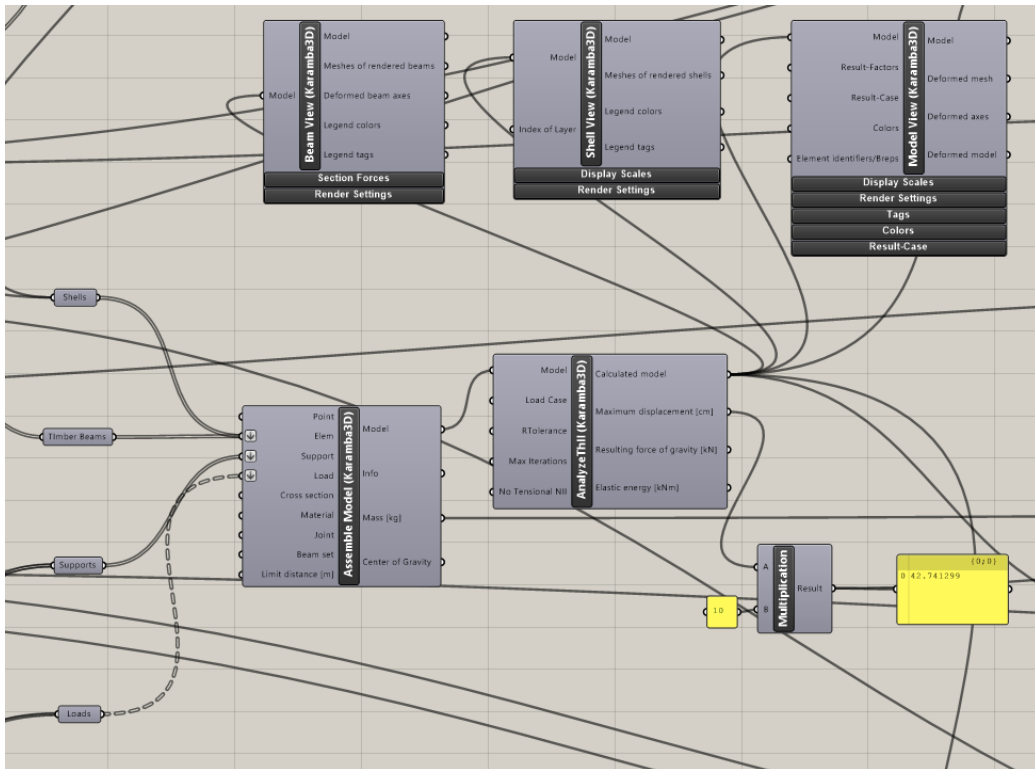 Beam View (Karamba3D)
Model
Model
Meshes of rendered beams
Deformed beam axes
Legend colors
Legend tags
Section Forces
Render Settings
Shell View (Karamba3D)
Model
Index of Layer
Model
Meshes of rendered shells
Legend colors
Legend tags
Display Scales
Render Settings
Model View (Karamba3D)
Model
Result-Factors
Result-Case
Colors
Element identifiers/Breps
Model
Deformed mesh
Deformed axes
Deformed model
Display Scales
Render Settings
Tags
Colors
Result-Case
Shells
Timber Beams
Supports
Loads
Assemble Model (Karamba3D)
Point
Elem
Support
Load
Cross section
Material
Joint
Beam set
Limit distance [m]
Model
Info
Mass [kg]
Center of Gravity
AnalyzeThII (Karamba3D)
Model
Load Case
RTolerance
Max Iterations
No Tensional NII
Calculated model
Maximum displacement [cm]
Resulting force of gravity [kN]
Elastic energy [kNm]
10
Multiplication
A
B
Result
{0;0}
0 42.741299